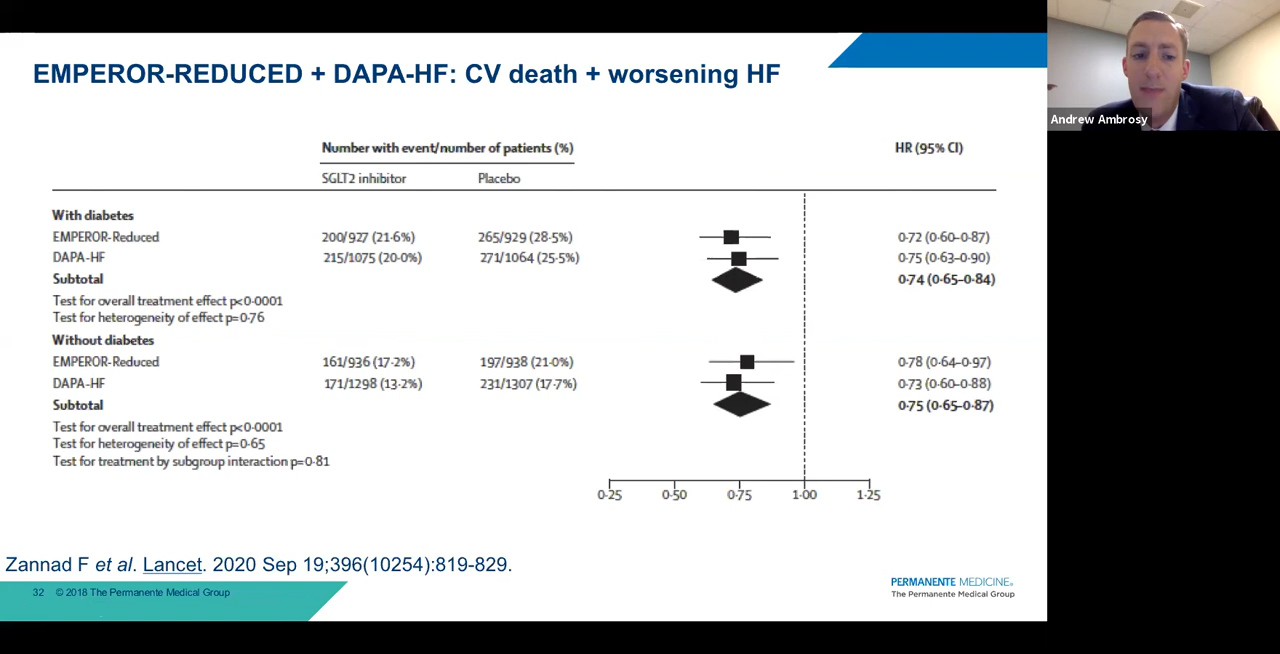 EMPEROR-REDUCED + DAPA-HF: CV death + worsening HF
Andrew Ambrosy
Number with event/number of patients (%) HR (95% CI)
SGLT2 inhibitor Placebo
With diabetes
EMPEROR-Reduced 200/927 (21·6%) 265/929 (28·5%) 0·72 (0·60–0·87)
DAPA-HF 215/1075 (20·0%) 271/1064 (25·5%) 0·75 (0·63–0·90)
Subtotal 0·74 (0·65–0·84)
Test for overall treatment effect p<0·0001
Test for heterogeneity of effect p=0·76
Without diabetes
EMPEROR-Reduced 161/936 (17·2%) 197/938 (21·0%) 0·78 (0·64–0·97)
DAPA-HF 171/1298 (13·2%) 231/1307 (17·7%) 0·73 (0·60–0·88)
Subtotal 0·75 (0·65–0·87)
Test for overall treatment effect p<0·0001
Test for heterogeneity of effect p=0·65
Test for treatment by subgroup interaction p=0·81
0·25 0·50 0·75 1·00 1·25
Zannad F et al. Lancet. 2020 Sep 19;396(10254):819-829.
32 © 2018 The Permanente Medical Group
PERMANENTE MEDICINE®
The Permanente Medical Group